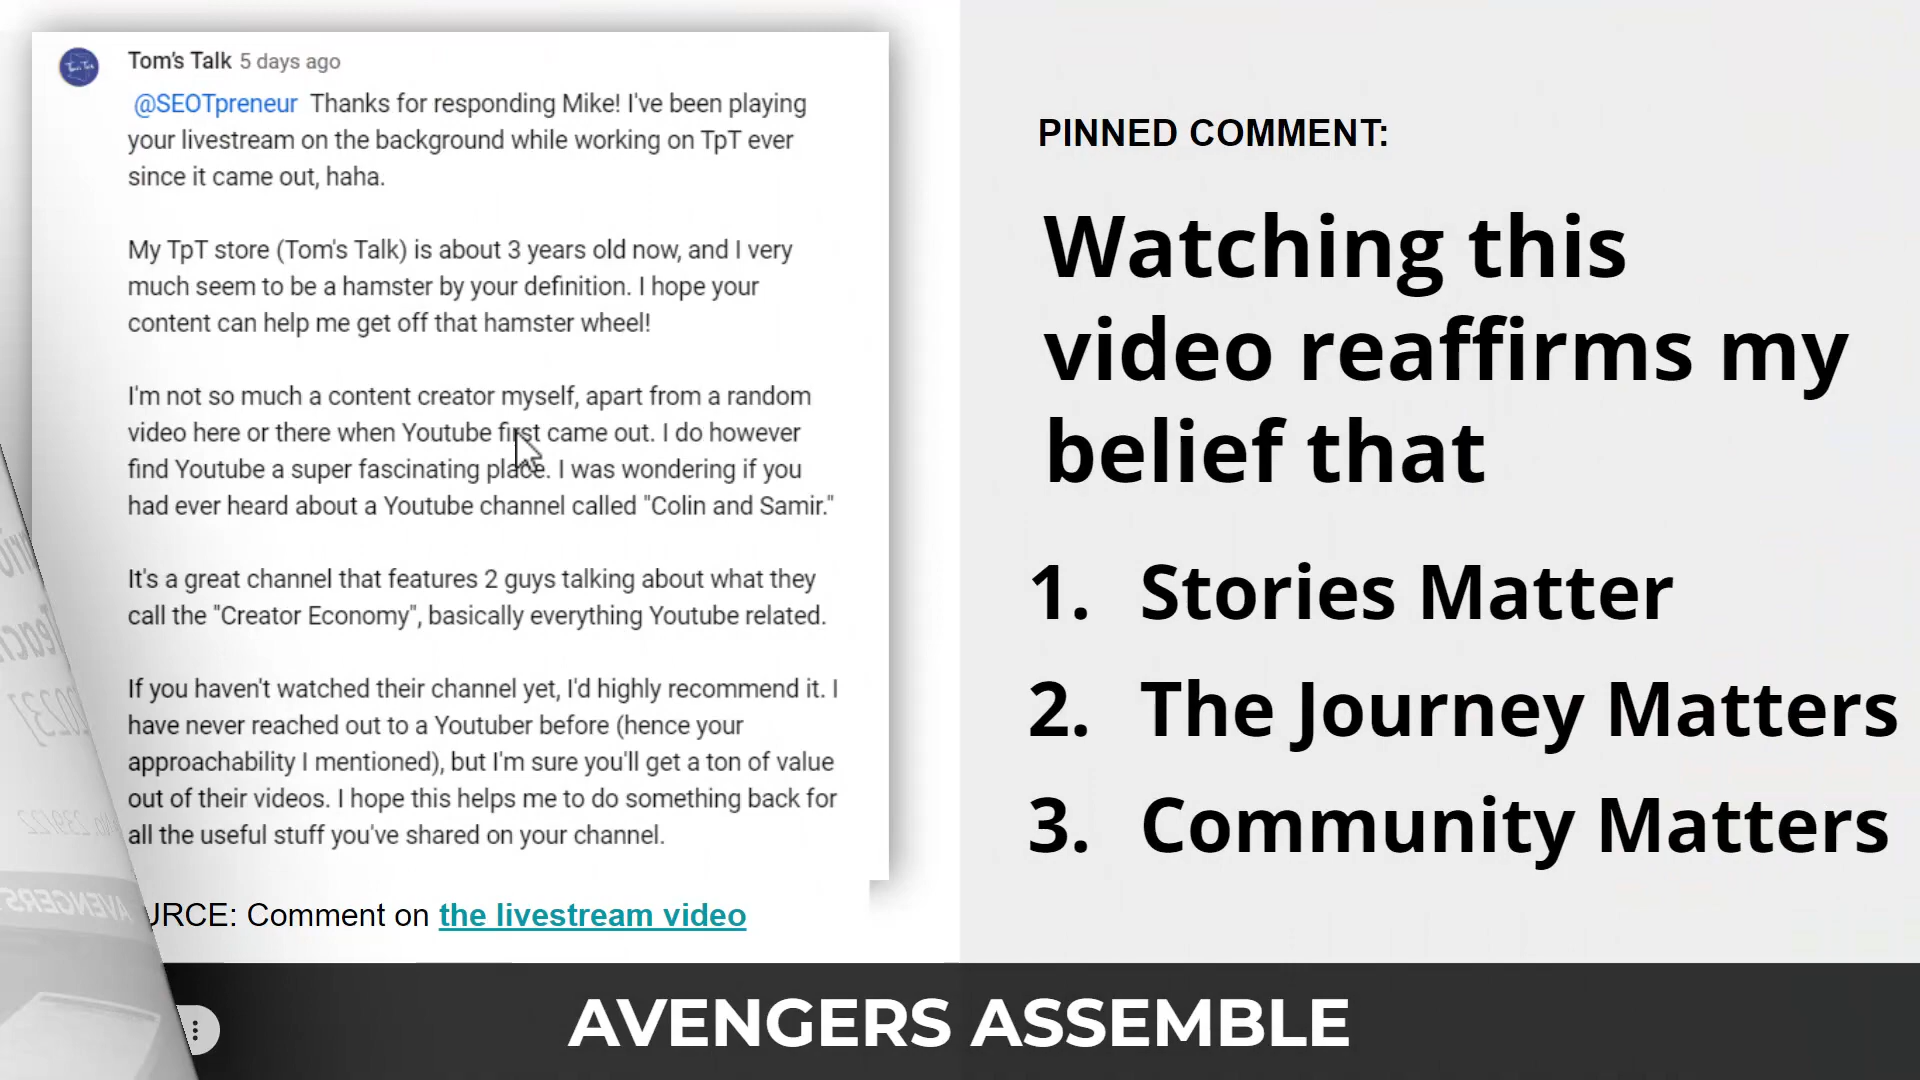 Tom's Talk 5 days ago
@SEOTpreneur Thanks for responding Mike! I've been playing
your livestream on the background while working on TpT ever
since it came out, haha.
My TpT store (Tom's Talk) is about 3 years old now, and I very
much seem to be a hamster by your definition. I hope your
content can help me get off that hamster wheel!
I'm not so much a content creator myself, apart from a random
video here or there when Youtube first came out. I do however
find Youtube a super fascinating place. I was wondering if you
had ever heard about a Youtube channel called "Colin and Samir."
It's a great channel that features 2 guys talking about what they
call the "Creator Economy", basically everything Youtube related.
If you haven't watched their channel yet, I'd highly recommend it. I
have never reached out to a Youtuber before (hence your
approachability I mentioned), but I'm sure you'll get a ton of value
out of their videos. I hope this helps me to do something back for
all the useful stuff you've shared on your channel.
URCE: Comment on the livestream video
PINNED COMMENT:
Watching this
video reaffirms my
belief that
1. Stories Matter
2. The Journey Matters
3. Community Matters
AVENGERS ASSEMBLE
2023]
AVENGERS